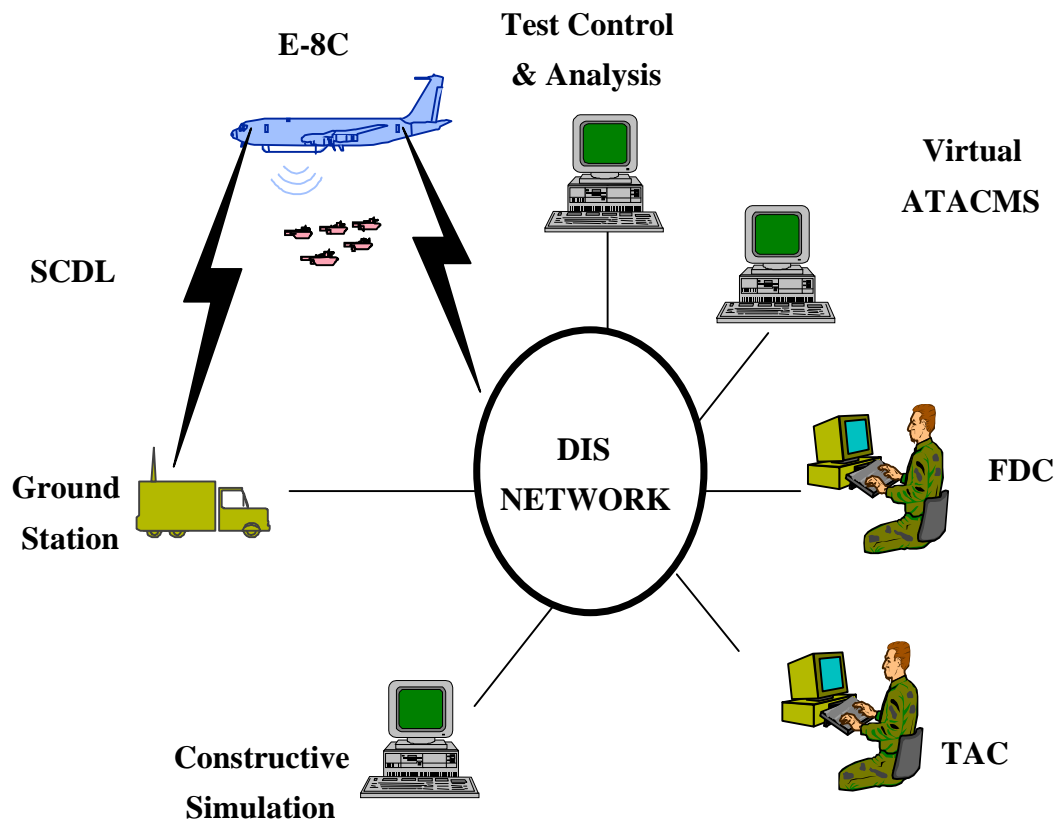 E-8C
Test Control
& Analysis
Virtual
ATACMS
SCDL
DIS
NETWORK
FDC
Ground
Station
TAC
Constructive
Simulation